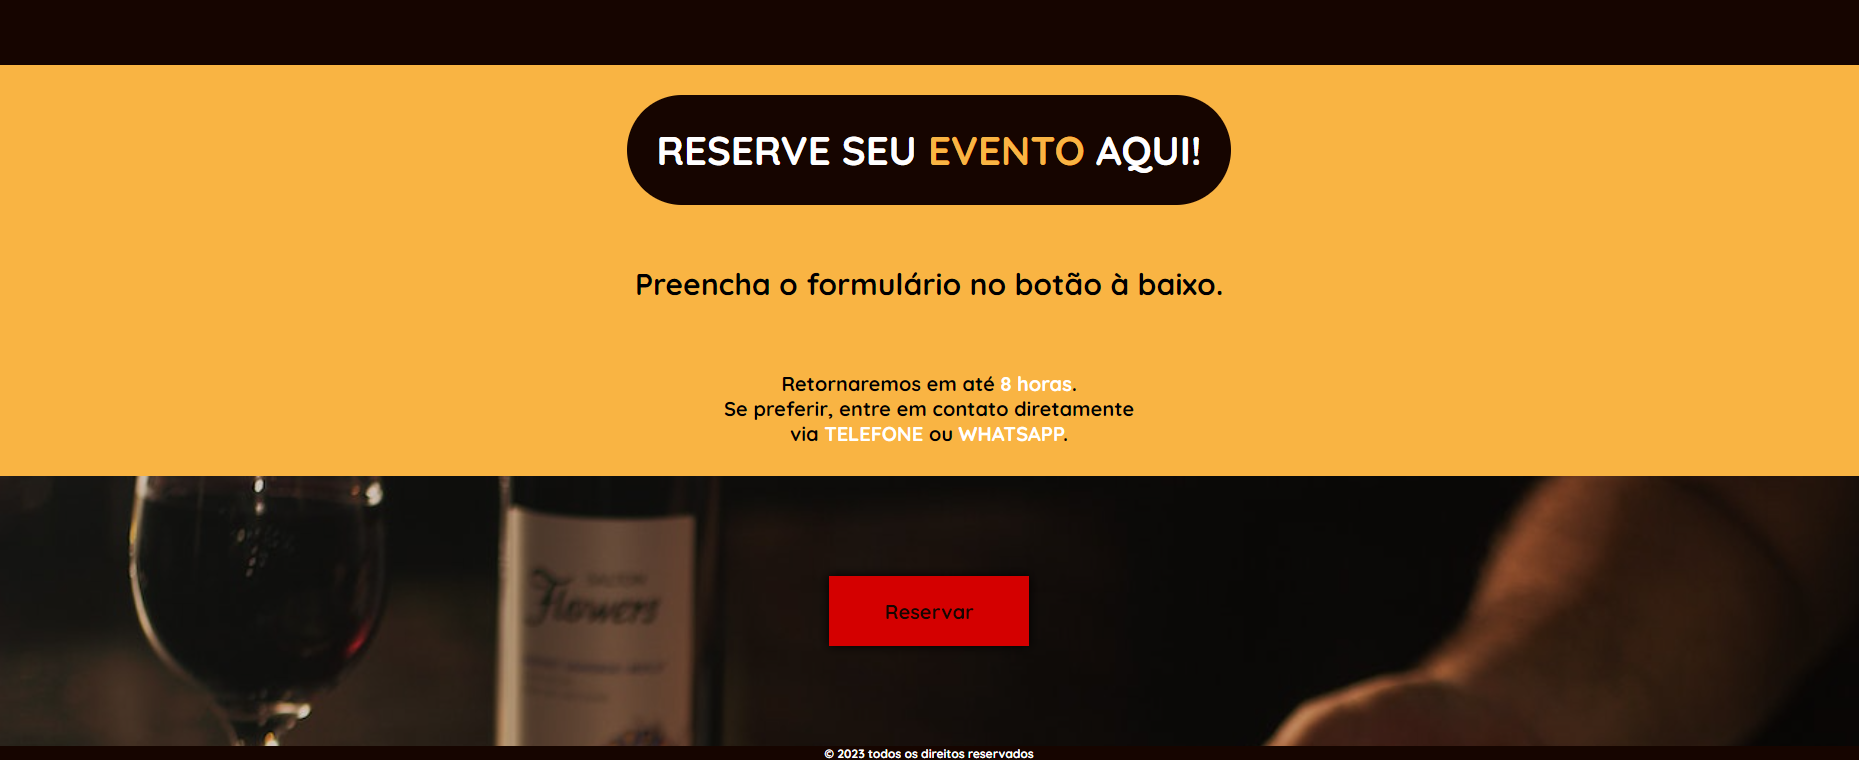 RESERVE SEU EVENTO AQUI!
Preencha o formulário no botão à baixo.
Retornaremos em até 8 horas.
Se preferir, entre em contato diretamente
via TELEFONE ou WHATSAPP.
Flowers
Reservar
© 2023 todos os direitos reservados